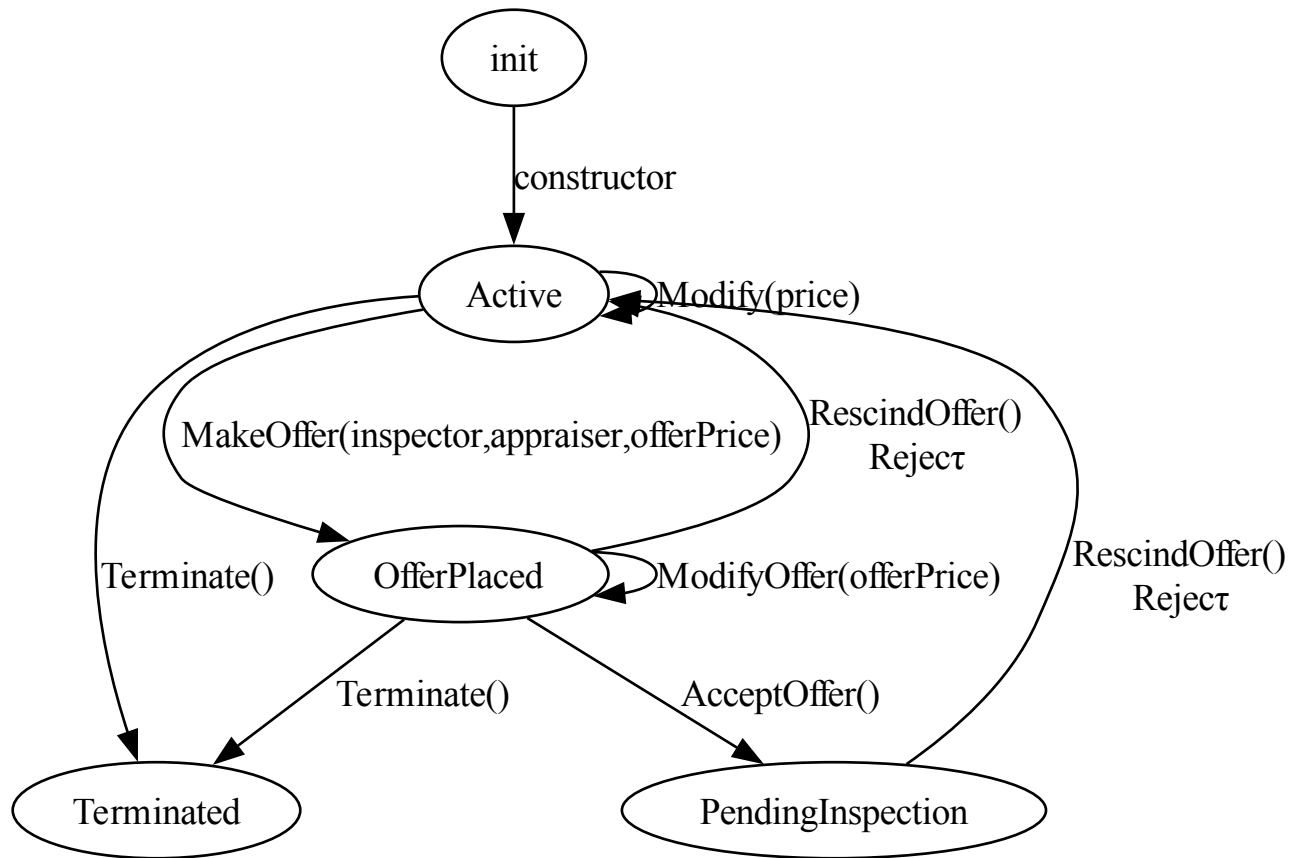 init
constructor
Active
Modify(price)
MakeOffer(inspector,appraiser,offerPrice)
RescindOffer()
Rejecτ
Terminate()
OfferPlaced
ModifyOffer(offerPrice)
RescindOffer()
Rejecτ
Terminate()
AcceptOffer()
Terminated
PendingInspection